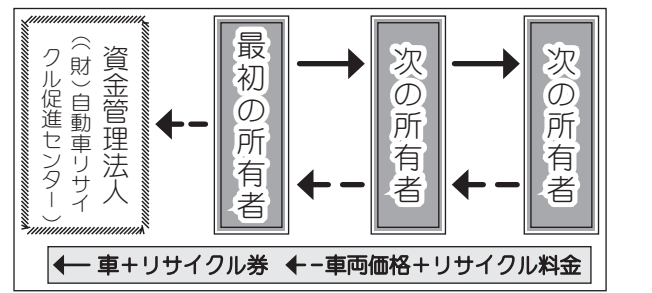 資金管理法人
（（財）自動車リサイ
クル促進センター）
最初の所有者
次の所有者
次の所有者
← 車＋リサイクル券 ←-車両価格＋リサイクル料金